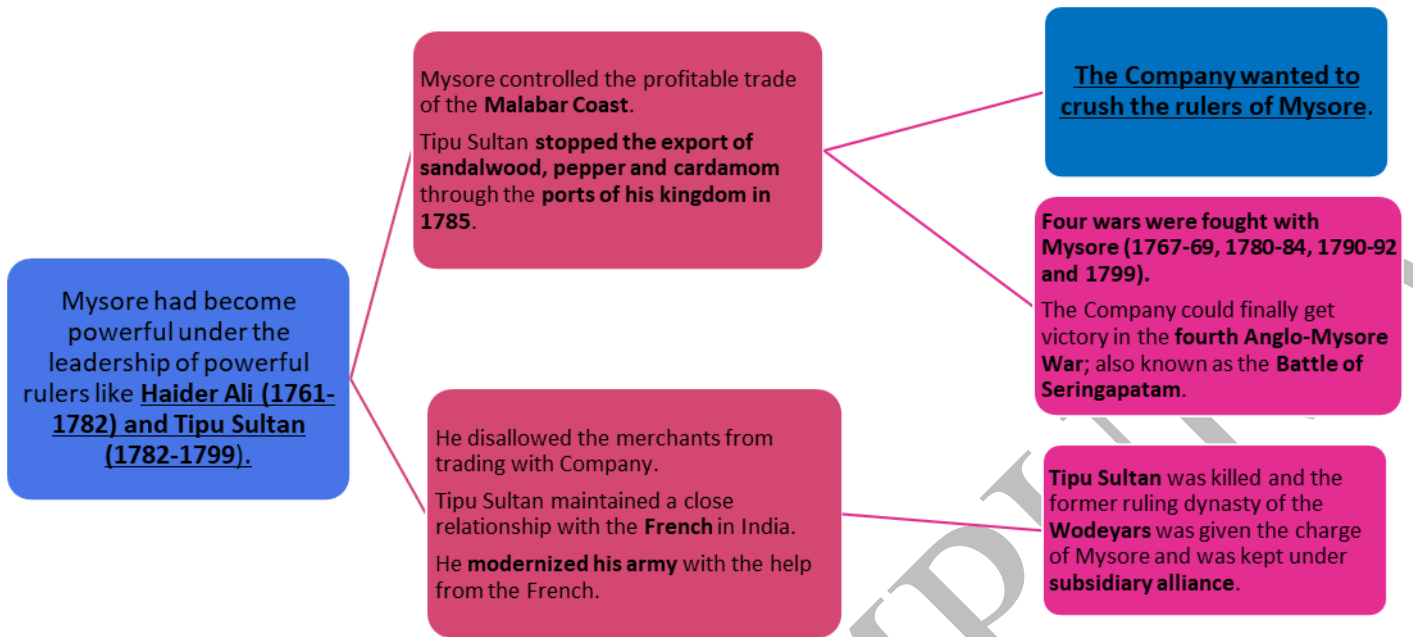 Mysore had become
powerful under the
leadership of powerful
rulers like Haider Ali (1761-
1782) and Tipu Sultan
(1782-1799).
Mysore controlled the profitable trade
of the Malabar Coast.
Tipu Sultan stopped the export of
sandalwood, pepper and cardamom
through the ports of his kingdom in
1785.
He disallowed the merchants from
trading with Company.
Tipu Sultan maintained a close
relationship with the French in India.
He modernized his army with the help
from the French.
The Company wanted to
crush the rulers of Mysore.
Four wars were fought with
Mysore (1767-69, 1780-84, 1790-92
and 1799).
The Company could finally get
victory in the fourth Anglo-Mysore
War; also known as the Battle of
Seringapatam.
Tipu Sultan was killed and the
former ruling dynasty of the
Wodeyars was given the charge
of Mysore and was kept under
subsidiary alliance.